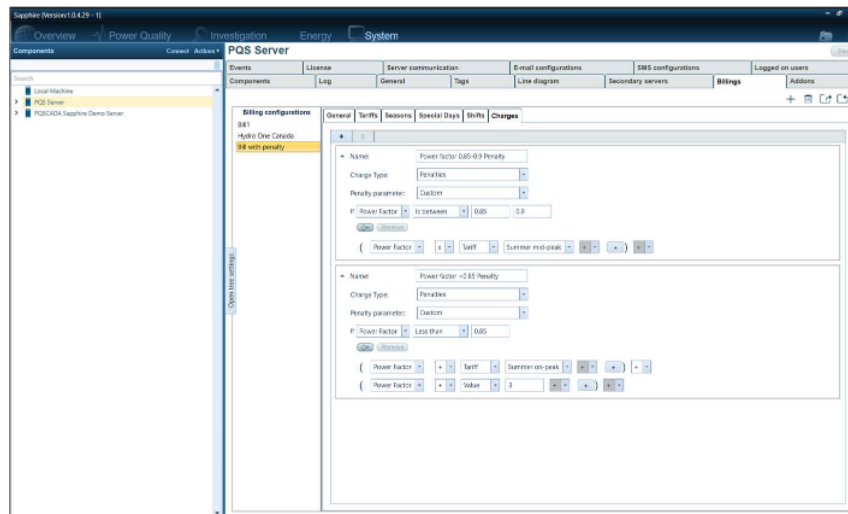 Sapphire [Version:1.0.4.29 - 1]
Overview Power Quality Investigation Energy System
Components Connect Actions
PQS Server
Search
Local Machine
PQS Server
PQSCADA Sapphire Demo Server
Events License Server communication E-mail configurations SMS configurations Logged on users
Components Log General Tags Line diagram Secondary servers Billings Addons
Billing configurations
Bill1
Hydro One Canada
Bill with penalty
Open tree settings
General Tariffs Seasons Special Days Shifts Charges
+
Name: Power factor 0.85-0.9 Penalty
Charge Type: Penalties
Penalty parameter: Custom
If Power Factor Is between 0.85 0.9
Remove
( Power Factor x Tariff Summer mid-peak + + ) +
Name: Power factor <0.85 Penalty
Charge Type: Penalties
Penalty parameter: Custom
If Power Factor Less than 0.85
Remove
( Power Factor + Tariff Summer on-peak + + ) +
( Power Factor + Value 3 + + ) +